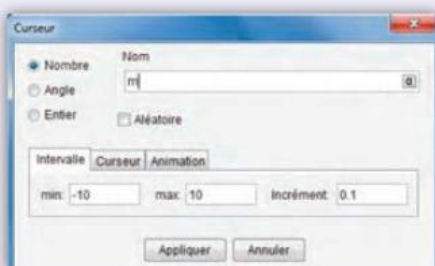 Curseur
Nombre
Nom
m
α
Angle
Entier
Aléatoire
Intervalle Curseur Animation
min: -10 max: 10 Incrément: 0.1
Appliquer Annuler